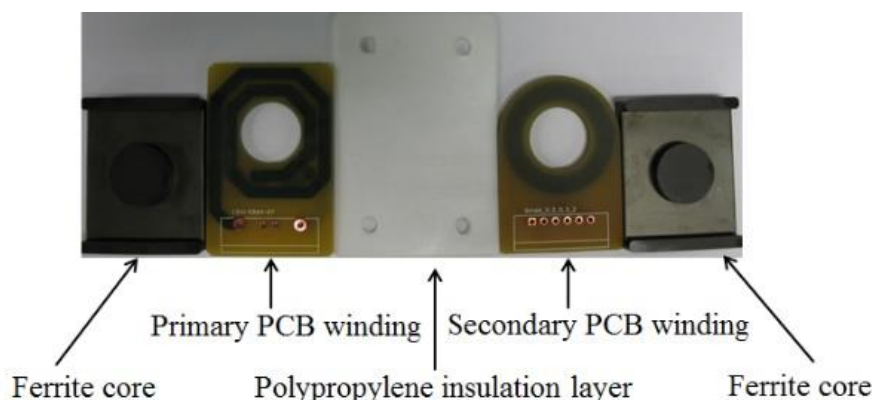 Primary PCB winding
Secondary PCB winding
Ferrite core
Polypropylene insulation layer
Ferrite core